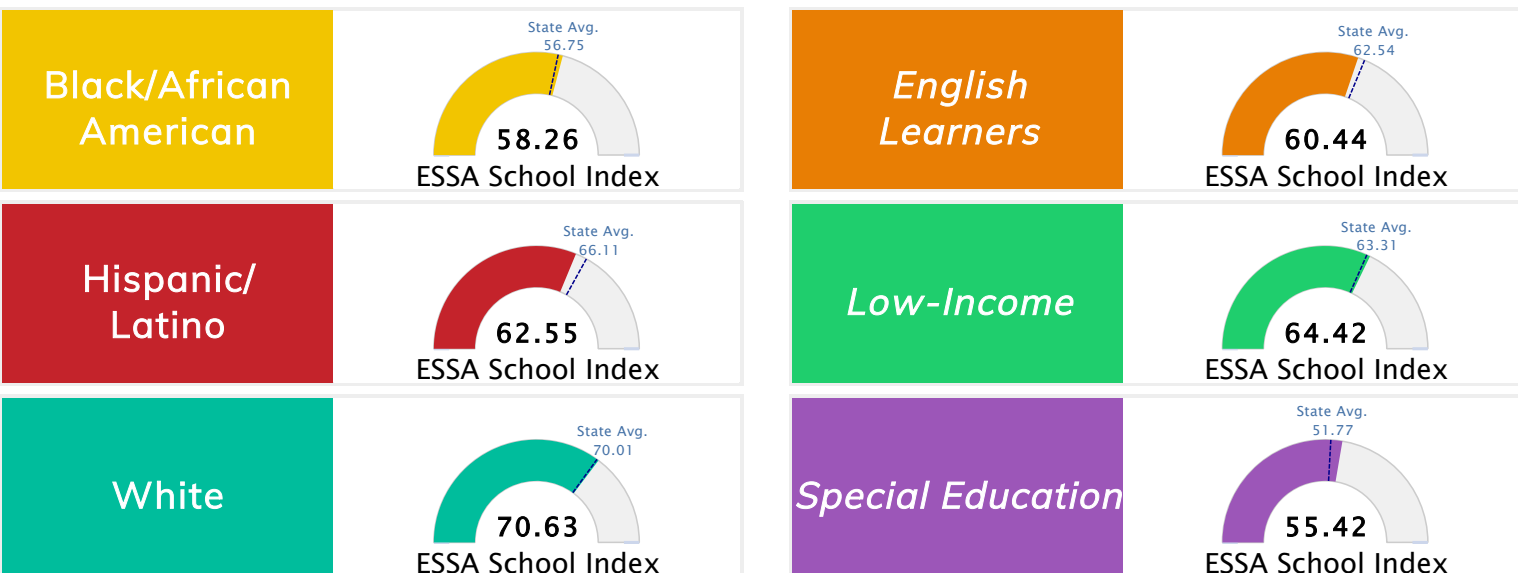 Black/African
American
State Avg.
56.75
58.26
ESSA School Index
English
Learners
State Avg.
62.54
60.44
ESSA School Index
Hispanic/
Latino
State Avg.
66.11
62.55
ESSA School Index
Low-Income
State Avg.
63.31
64.42
ESSA School Index
White
State Avg.
70.01
70.63
ESSA School Index
Special Education
State Avg.
51.77
55.42
ESSA School Index